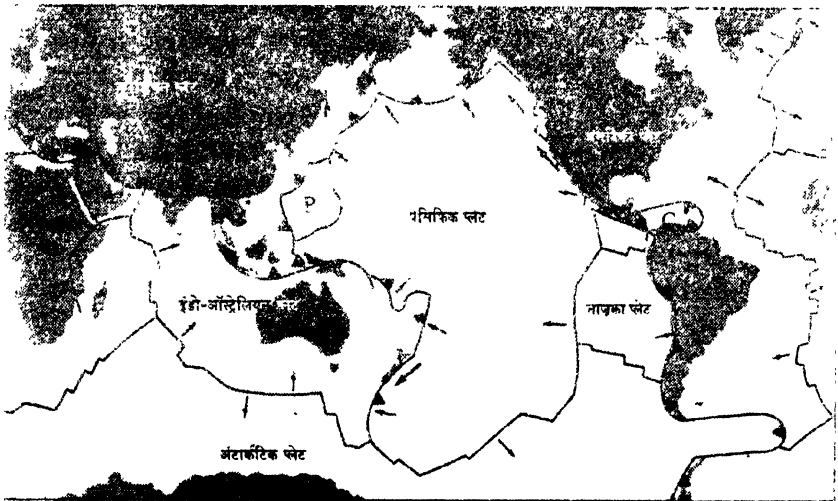 P
पॅसिफिक प्लेट
C
इंडो-ऑस्ट्रेलियन
नाज़का प्लेट
अंटार्कटिक प्लेट